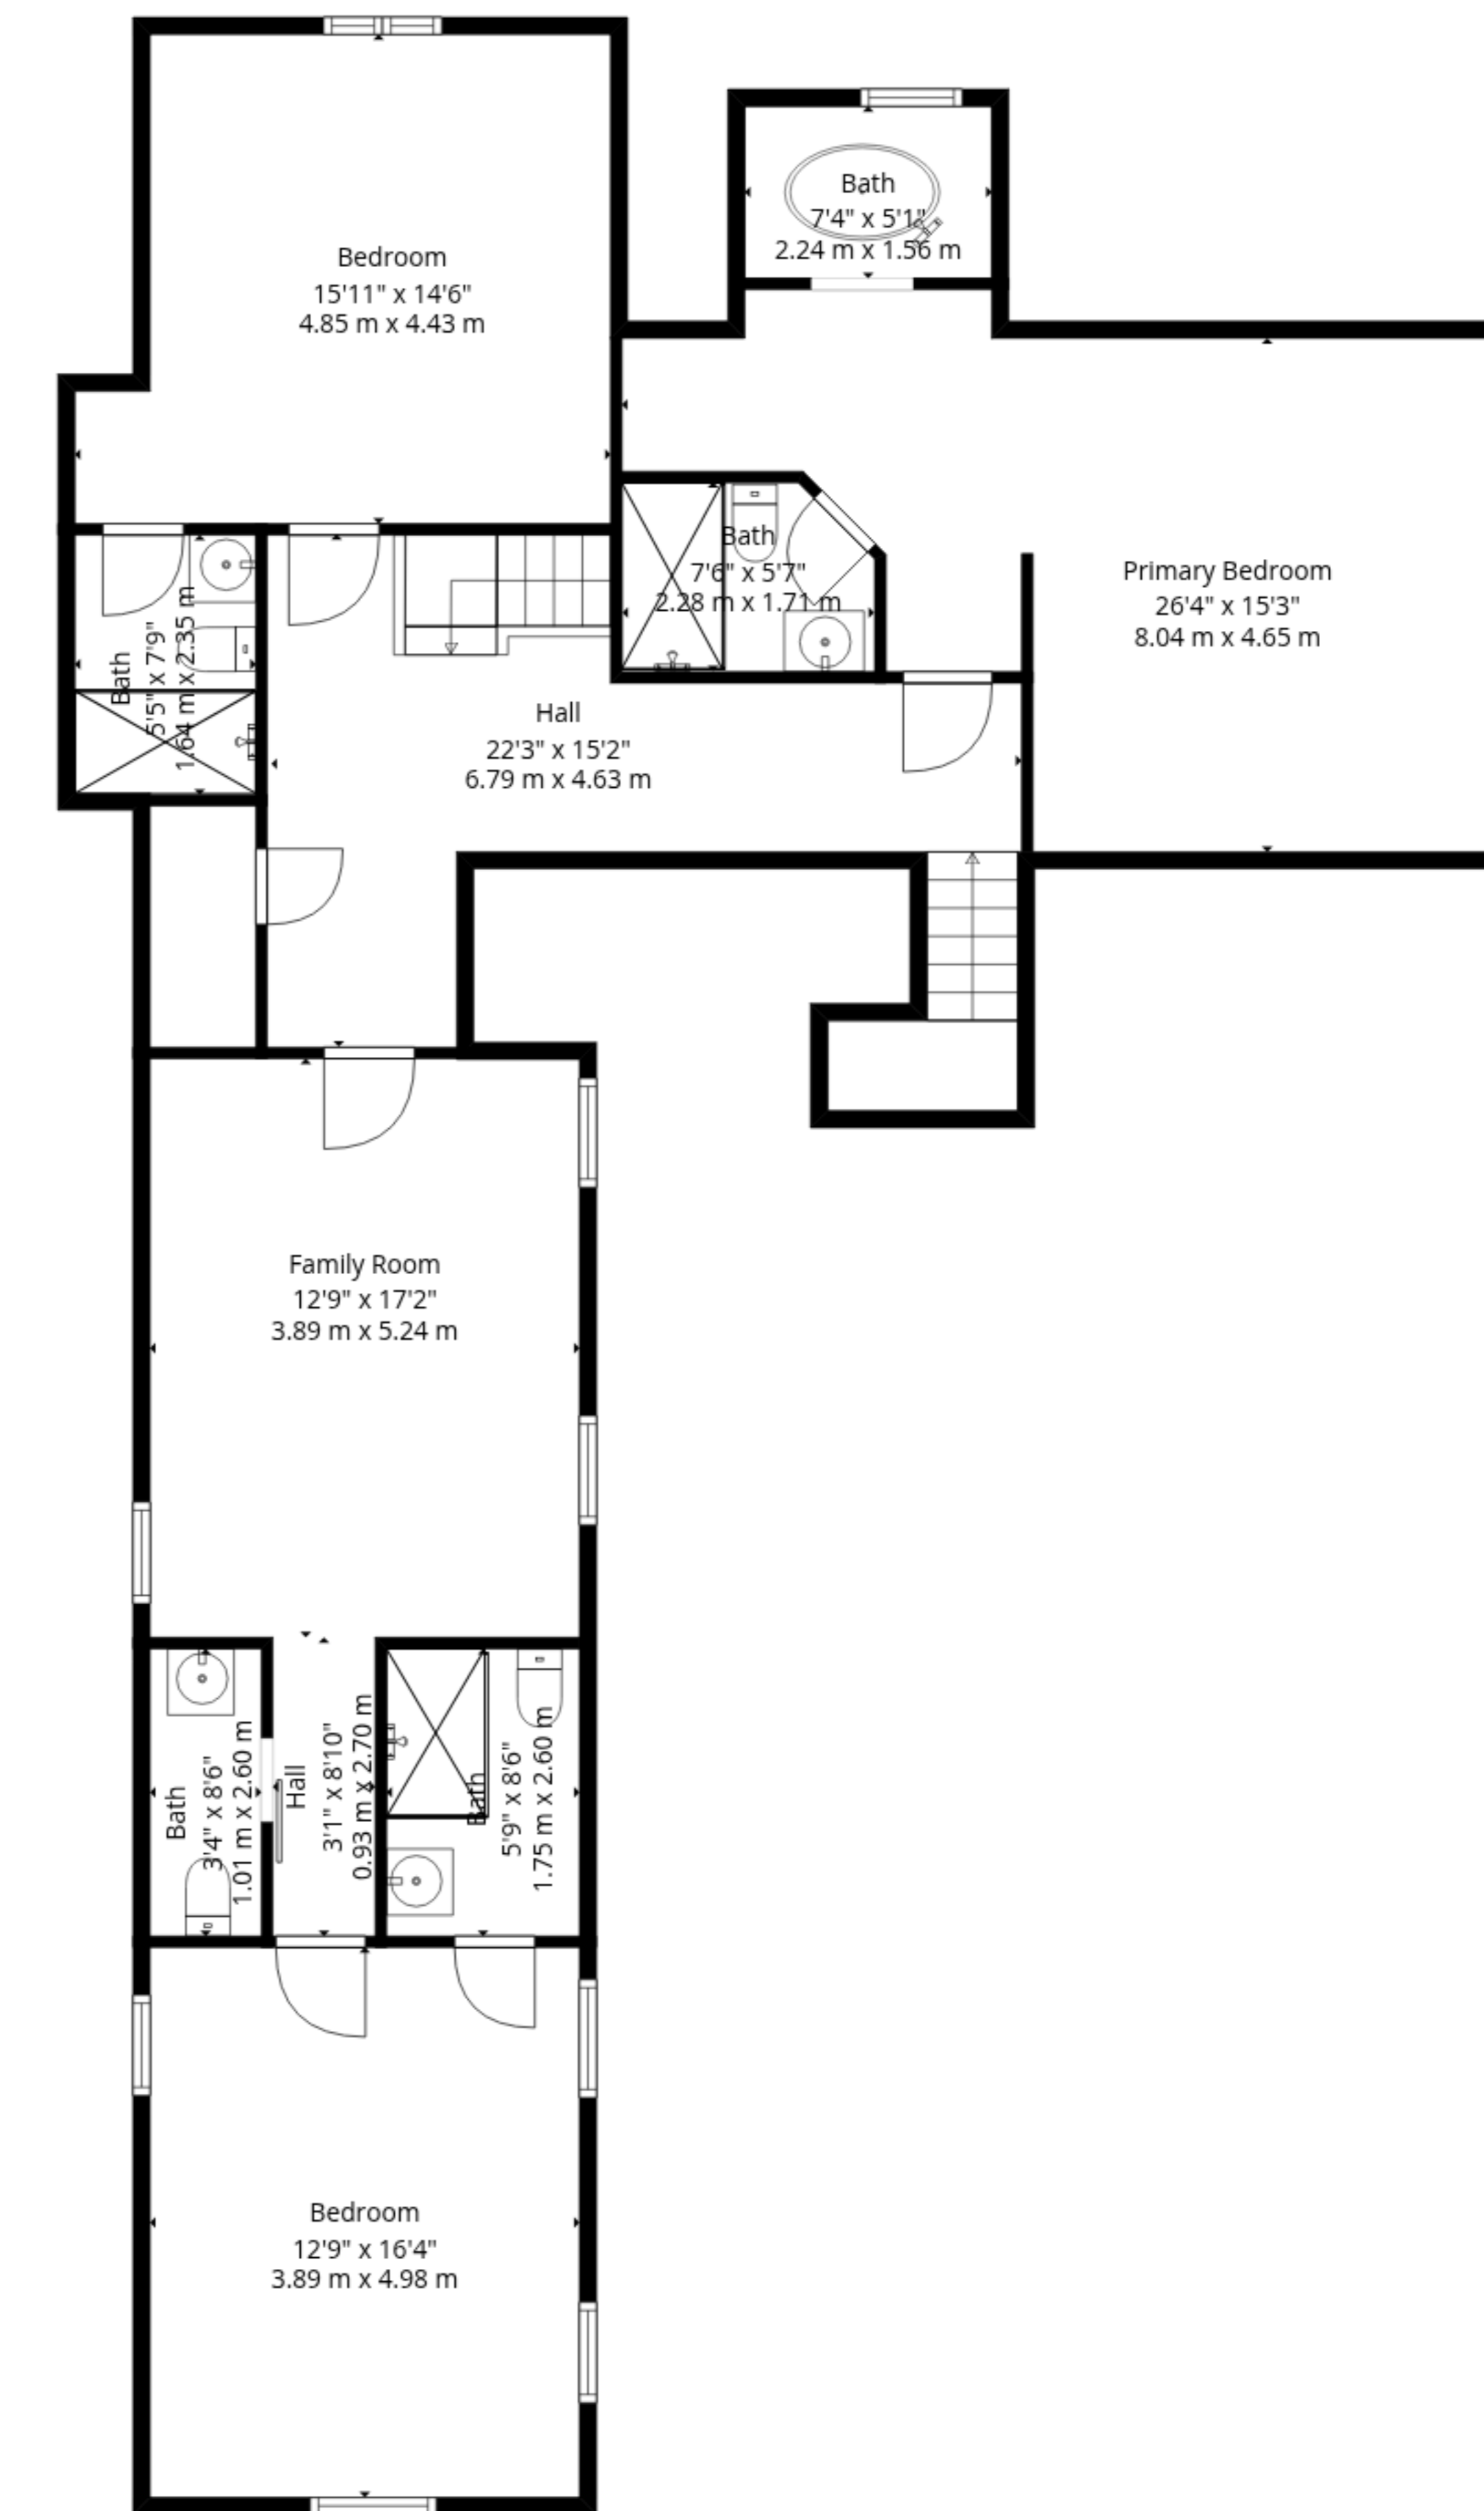 Bath
7'4" x 5'1"
2.24 m x 1.56 m
Bedroom
15'11" x 14'6"
4.85 m x 4.43 m
Bath
7'6" x 5'7"
2.28 m x 1.71 m
Primary Bedroom
26'4" x 15'3"
8.04 m x 4.65 m
Bath
5'5" x 7'9"
1.64 m x 2.35 m
Hall
22'3" x 15'2"
6.79 m x 4.63 m
Family Room
12'9" x 17'2"
3.89 m x 5.24 m
Bath
3'4" x 8'6"
1.01 m x 2.60 m
Hall
3'1" x 8'10"
0.93 m x 2.70 m
Bath
5'9" x 8'6"
1.75 m x 2.60 m
Bedroom
12'9" x 16'4"
3.89 m x 4.98 m